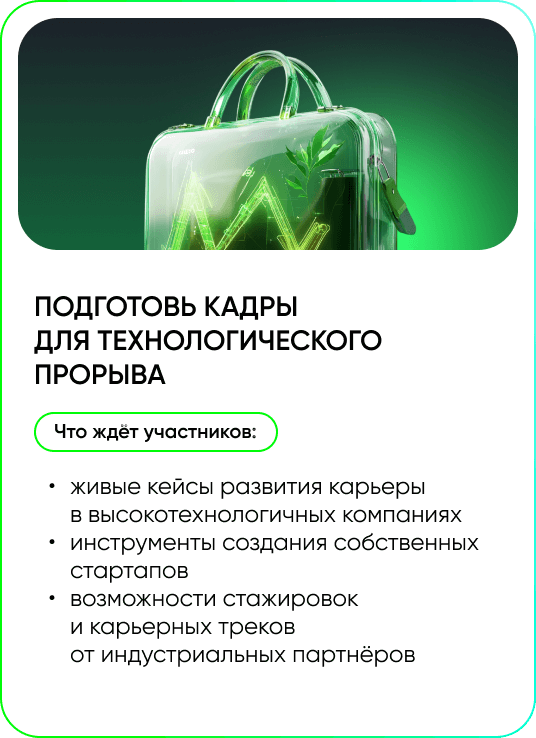 ПОДГОТОВЬ КАДРЫ
ДЛЯ ТЕХНОЛОГИЧЕСКОГО
ПРОРЫВА
Что ждёт участников:
• живые кейсы развития карьеры
в высокотехнологичных компаниях
• инструменты создания собственных
стартапов
• возможности стажировок
и карьерных треков
от индустриальных партнёров